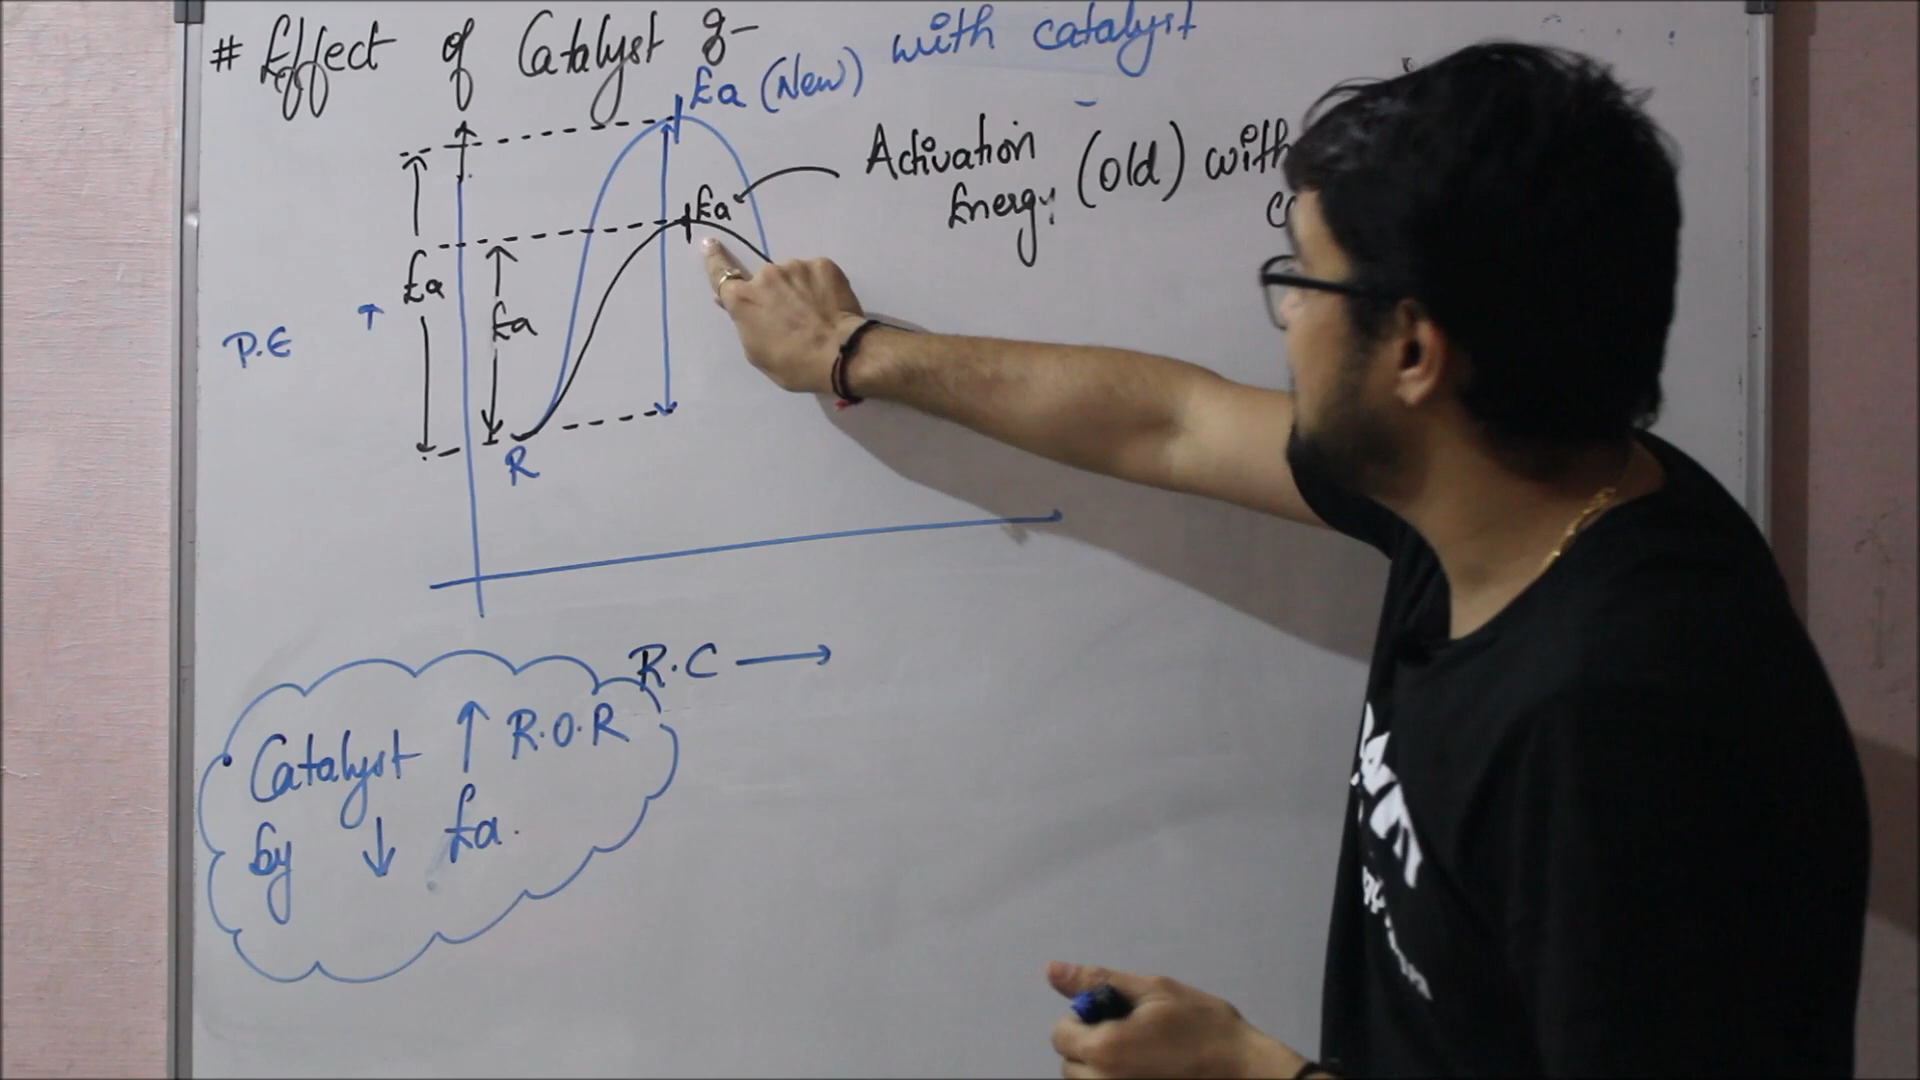 # Effect of Catalyst :-
Ea (New) with catalyst
Activation
Energy (old) with
Ea
Ea
Ea
P.E
R
R.C
Catalyst ↑ R.O.R
by ↓ Ea.